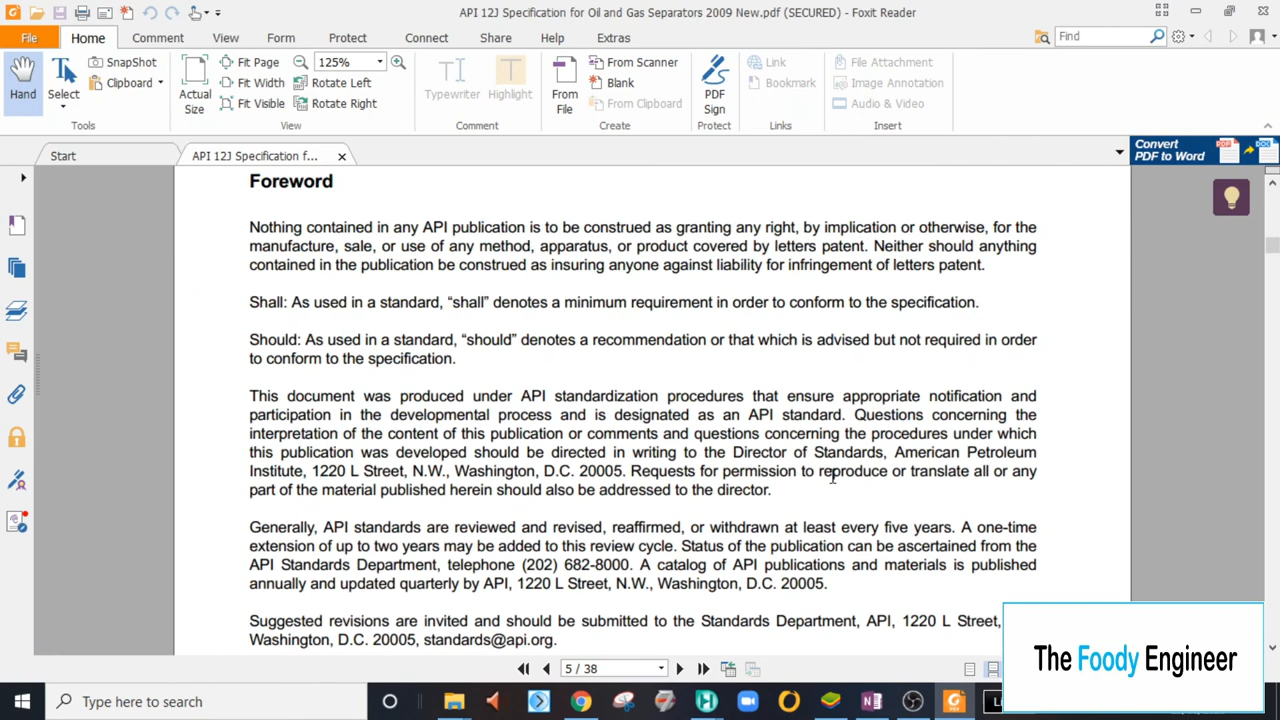 API 12J Specification for Oil and Gas Separators 2009 New.pdf (SECURED) - Foxit Reader
File Home Comment View Form Protect Connect Share Help Extras Find
Hand
Select
SnapShot
Clipboard
Actual Size
Fit Page
Fit Width
Fit Visible
125%
Rotate Left
Rotate Right
Typewriter
Highlight
From File
From Scanner
Blank
From Clipboard
PDF Sign
Link
Bookmark
File Attachment
Image Annotation
Audio & Video
Tools View Comment Create Protect Links Insert
Start
API 12J Specification f...
Convert
PDF to Word
Foreword
Nothing contained in any API publication is to be construed as granting any right, by implication or otherwise, for the
manufacture, sale, or use of any method, apparatus, or product covered by letters patent. Neither should anything
contained in the publication be construed as insuring anyone against liability for infringement of letters patent.
Shall: As used in a standard, “shall” denotes a minimum requirement in order to conform to the specification.
Should: As used in a standard, “should” denotes a recommendation or that which is advised but not required in order
to conform to the specification.
This document was produced under API standardization procedures that ensure appropriate notification and
participation in the developmental process and is designated as an API standard. Questions concerning the
interpretation of the content of this publication or comments and questions concerning the procedures under which
this publication was developed should be directed in writing to the Director of Standards, American Petroleum
Institute, 1220 L Street, N.W., Washington, D.C. 20005. Requests for permission to reproduce or translate all or any
part of the material published herein should also be addressed to the director.
Generally, API standards are reviewed and revised, reaffirmed, or withdrawn at least every five years. A one-time
extension of up to two years may be added to this review cycle. Status of the publication can be ascertained from the
API Standards Department, telephone (202) 682-8000. A catalog of API publications and materials is published
annually and updated quarterly by API, 1220 L Street, N.W., Washington, D.C. 20005.
Suggested revisions are invited and should be submitted to the Standards Department, API, 1220 L Street,
Washington, D.C. 20005, standards@api.org.
5 / 38
The Foody Engineer
Type here to search